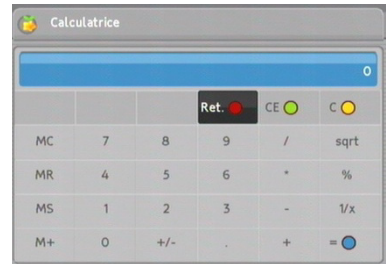 Calculatrice
0
Ret. CE C
MC 7 8 9 / sqrt
MR 4 5 6 * %
MS 1 2 3 - 1/x
M+ 0 +/- . + =